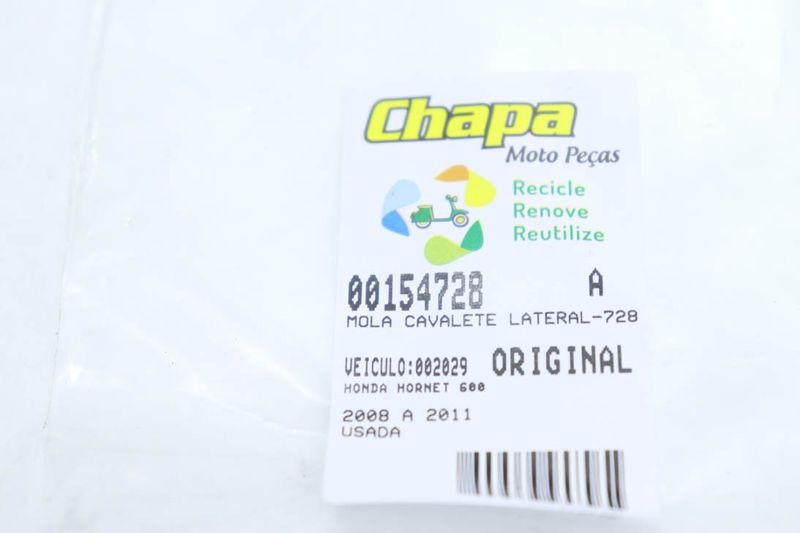 Chapa
Moto Peças
Recicle
Renove
Reutilize
00154728 A
MOLA CAVALETE LATERAL-728
VEICULO:002029 ORIGINAL
HONDA HORNET 600
2008 A 2011
USADA